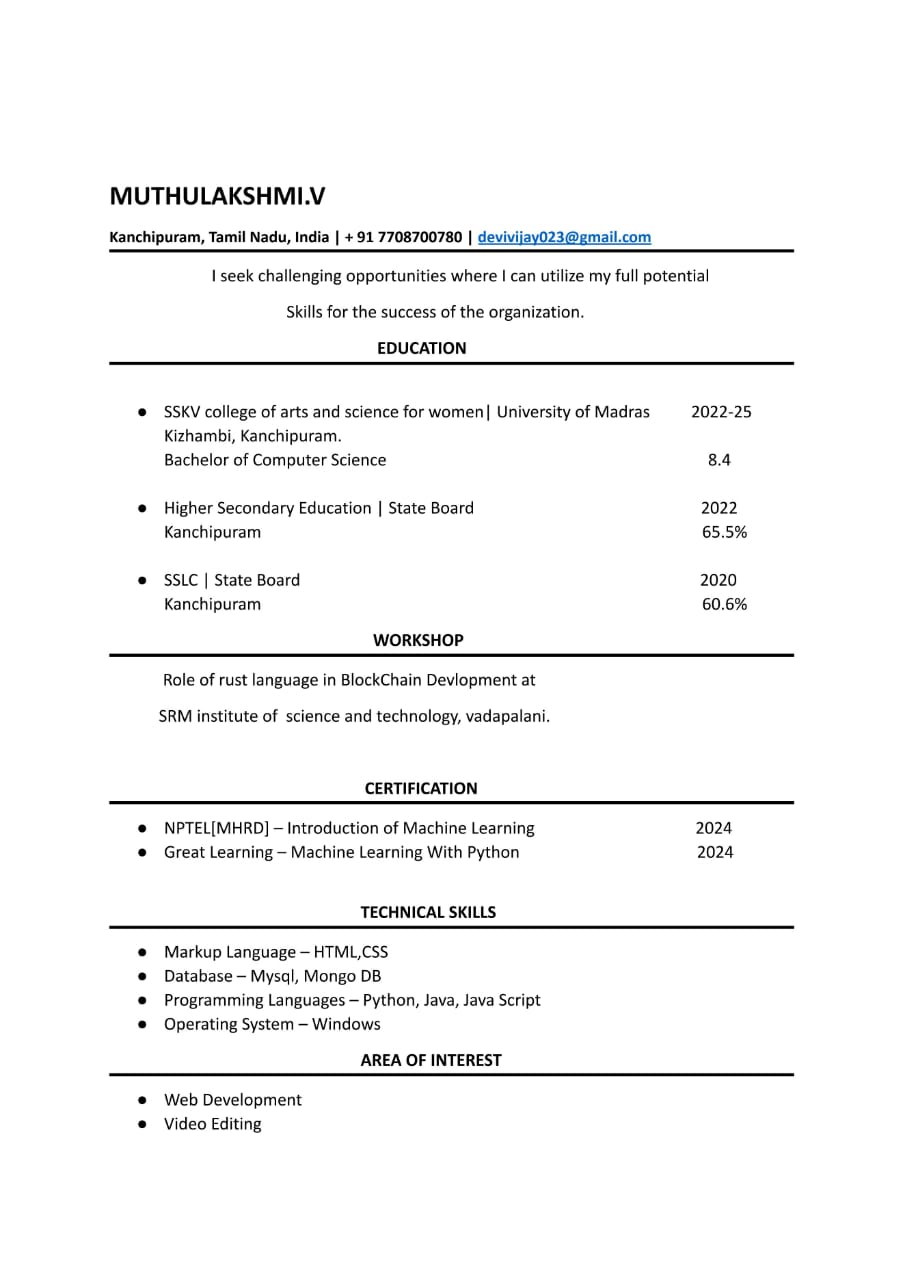 MUTHULAKSHMI.V
Kanchipuram, Tamil Nadu, India | + 91 7708700780 | devivijay023@gmail.com
I seek challenging opportunities where I can utilize my full potential
Skills for the success of the organization.
EDUCATION
● SSKV college of arts and science for women| University of Madras 2022-25
Kizhambi, Kanchipuram.
Bachelor of Computer Science 8.4
● Higher Secondary Education | State Board 2022
Kanchipuram 65.5%
● SSLC | State Board 2020
Kanchipuram 60.6%
WORKSHOP
Role of rust language in BlockChain Devlopment at
SRM institute of science and technology, vadapalani.
CERTIFICATION
● NPTEL[MHRD] – Introduction of Machine Learning 2024
● Great Learning – Machine Learning With Python 2024
TECHNICAL SKILLS
● Markup Language – HTML,CSS
● Database – Mysql, Mongo DB
● Programming Languages – Python, Java, Java Script
● Operating System – Windows
AREA OF INTEREST
● Web Development
● Video Editing